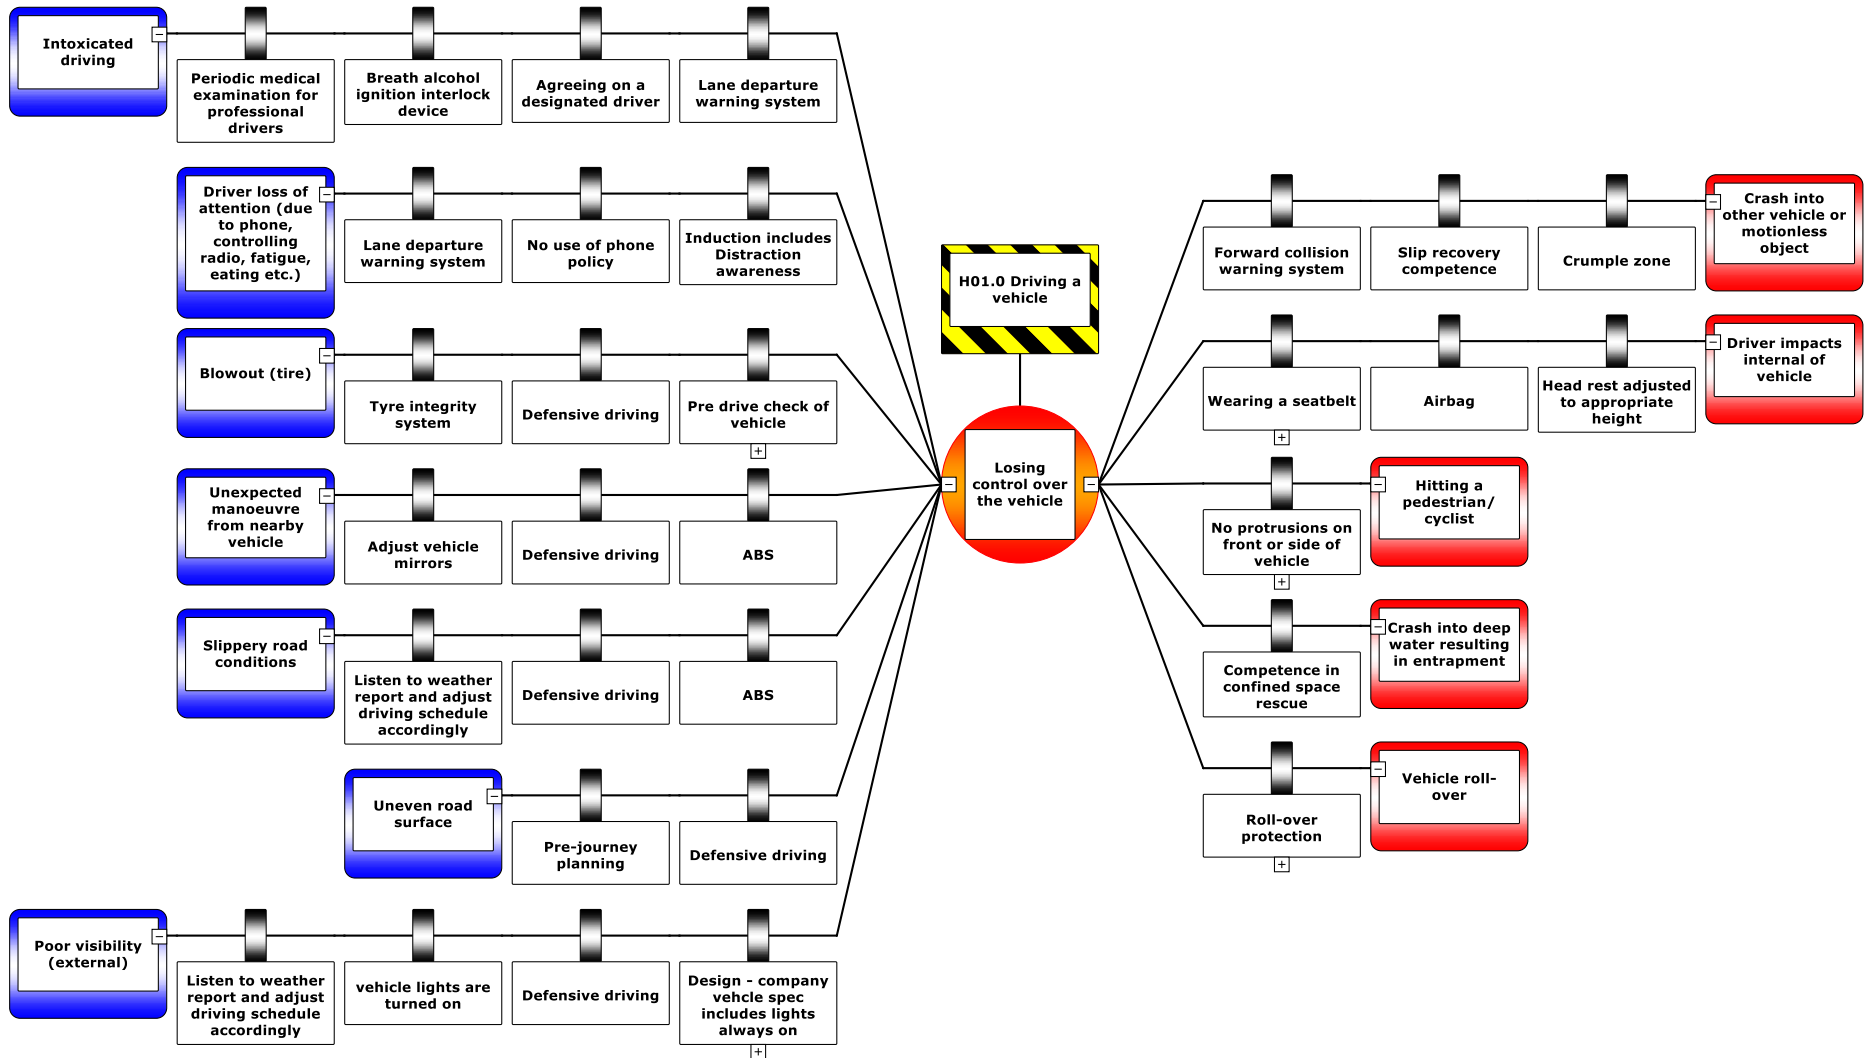 Intoxicated
driving
Periodic medical
examination for
professional
drivers
Breath alcohol
ignition interlock
device
Agreeing on a
designated driver
Lane departure
warning system
Driver loss of
attention (due
to phone,
controlling
radio, fatigue,
eating etc.)
Lane departure
warning system
No use of phone
policy
Induction includes
Distraction
awareness
Blowout (tire)
Tyre integrity
system
Defensive driving
Pre drive check of
vehicle
Unexpected
manoeuvre
from nearby
vehicle
Adjust vehicle
mirrors
Defensive driving
ABS
Slippery road
conditions
Listen to weather
report and adjust
driving schedule
accordingly
Defensive driving
ABS
Uneven road
surface
Pre-journey
planning
Defensive driving
Poor visibility
(external)
Listen to weather
report and adjust
driving schedule
accordingly
vehicle lights are
turned on
Defensive driving
Design - company
vehcle spec
includes lights
always on
H01.0 Driving a
vehicle
Losing
control over
the vehicle
Forward collision
warning system
Slip recovery
competence
Crumple zone
Crash into
other vehicle or
motionless
object
Wearing a seatbelt
Airbag
Head rest adjusted
to appropriate
height
Driver impacts
internal of
vehicle
No protrusions on
front or side of
vehicle
Hitting a
pedestrian/
cyclist
Competence in
confined space
rescue
Crash into deep
water resulting
in entrapment
Roll-over
protection
Vehicle roll-
over